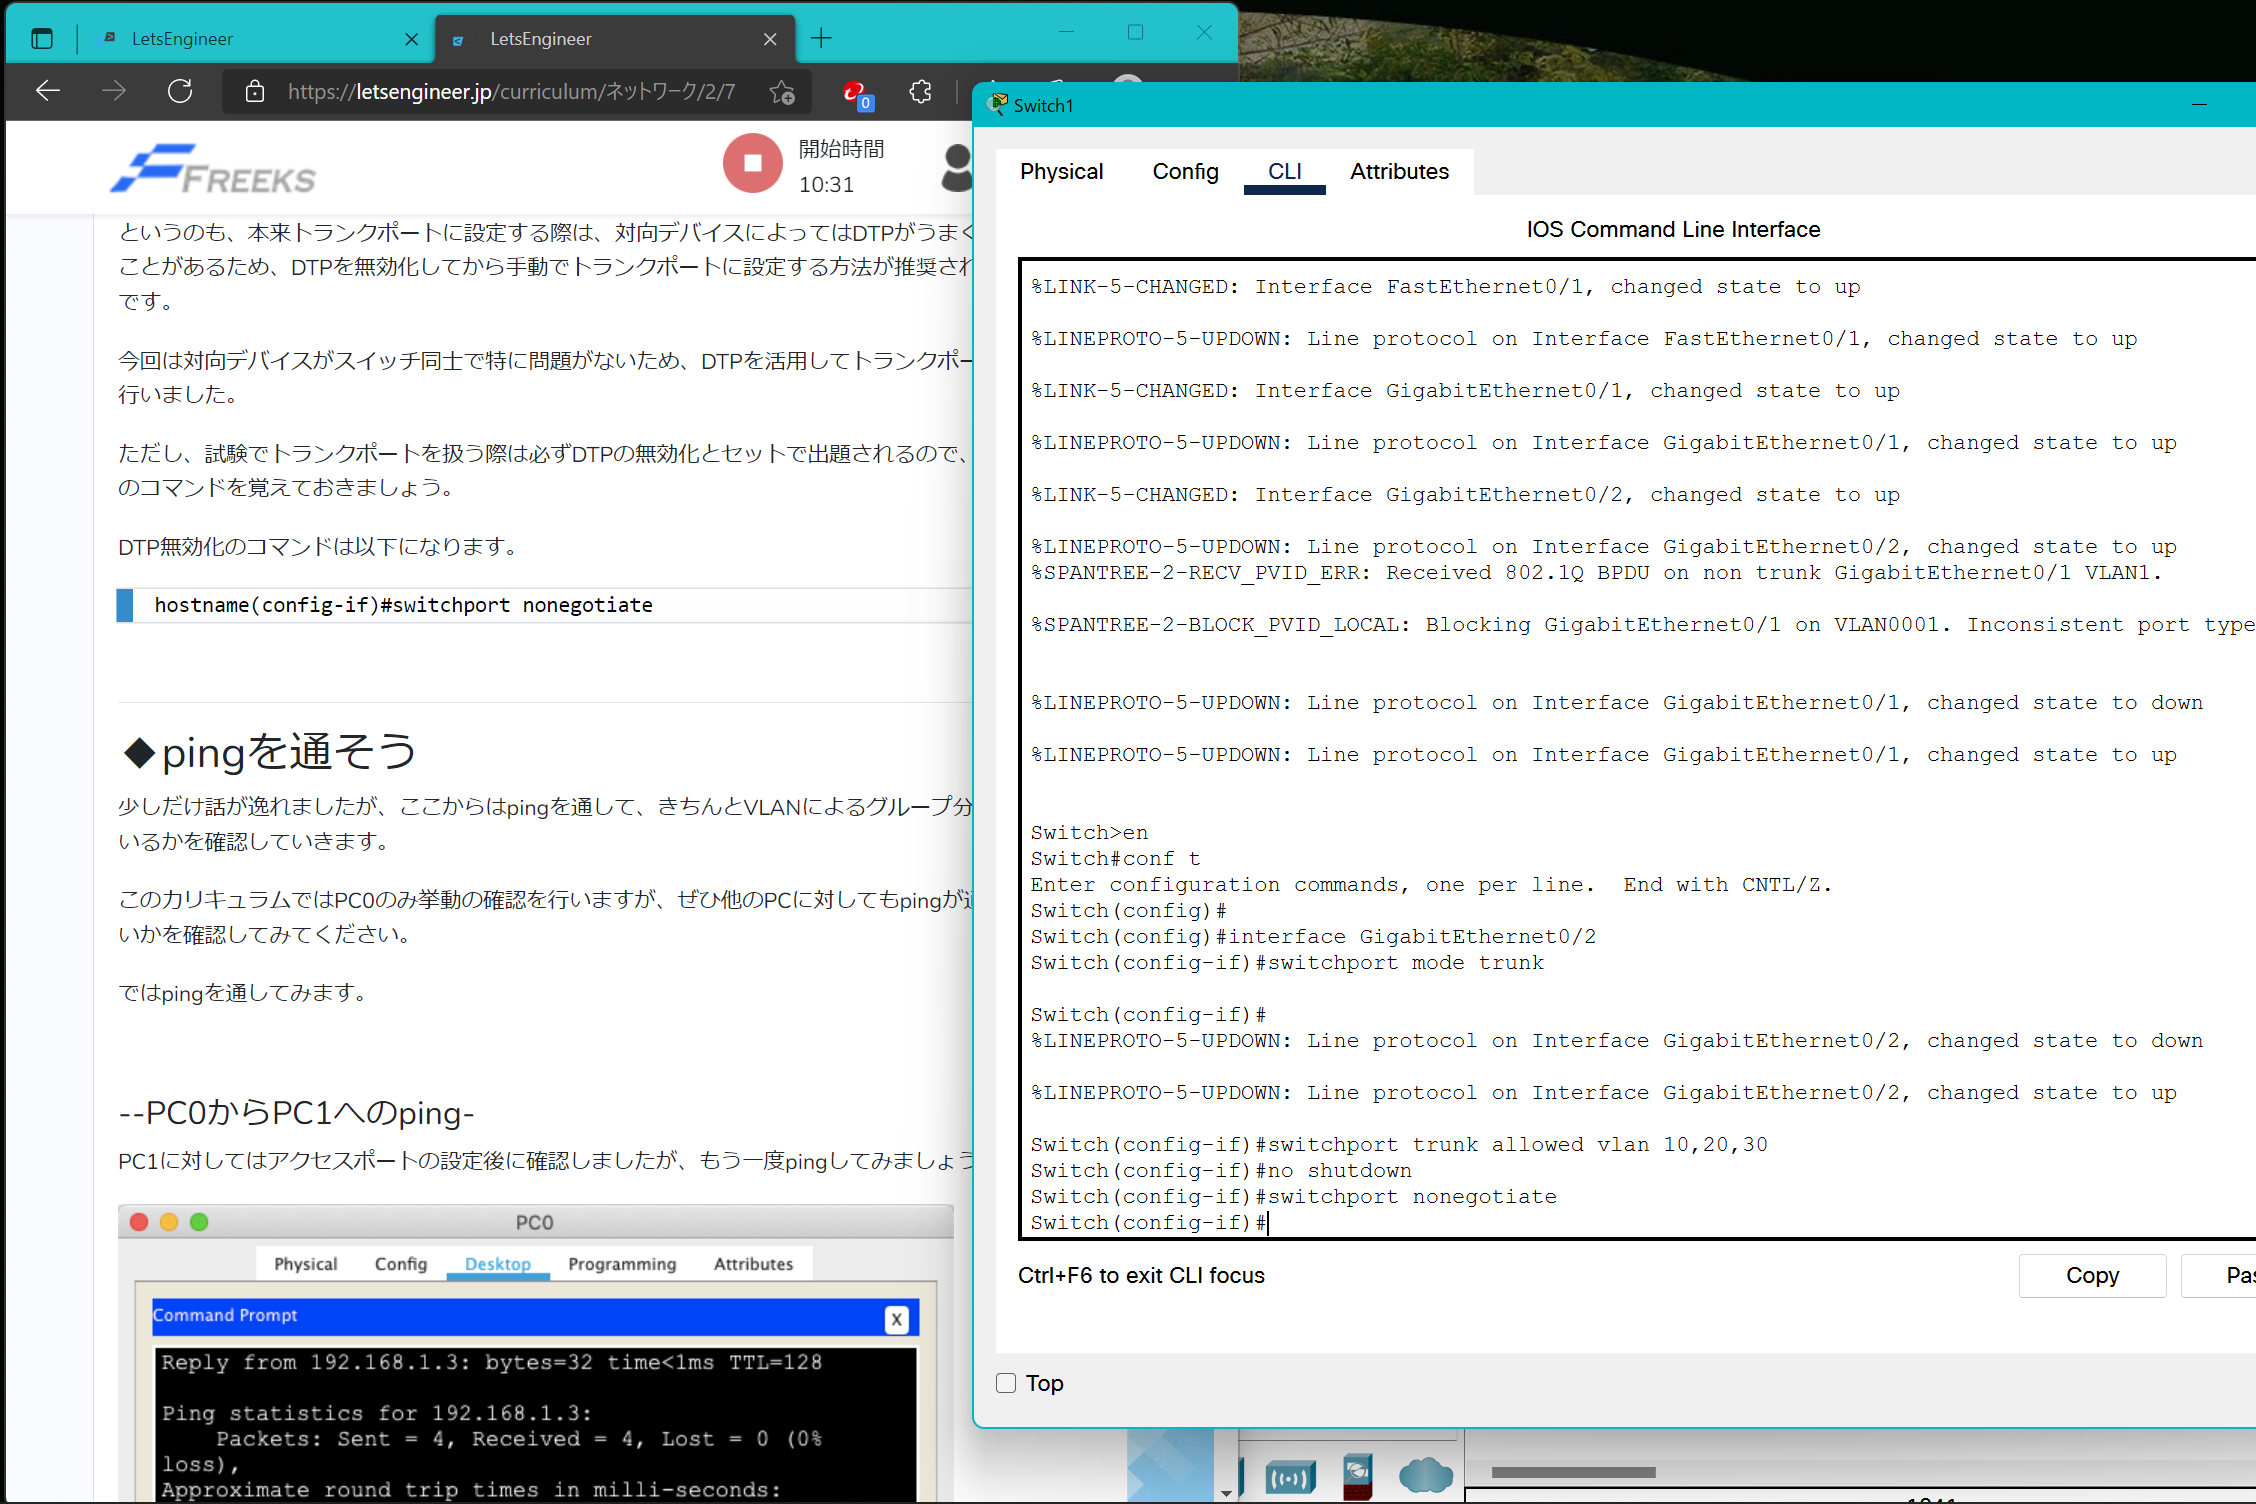 LetsEngineer
LetsEngineer
https://letsengineer.jp/curriculum/ネットワーク/2/7
0
FREEKS
開始時間
10:31
というのも、本来トランクポートに設定する際は、対向デバイスによってはDTPがうまく
ことがあるため、DTPを無効化してから手動でトランクポートに設定する方法が推奨され
です。
今回は対向デバイスがスイッチ同士で特に問題がないため、DTPを活用してトランクポー
行いました。
ただし、試験でトランクポートを扱う際は必ずDTPの無効化とセットで出題されるので、
のコマンドを覚えておきましょう。
DTP無効化のコマンドは以下になります。
hostname(config-if)#switchport nonegotiate
◆pingを通そう
少しだけ話が逸れましたが、ここからはpingを通して、きちんとVLANによるグループ分
いるかを確認していきます。
このカリキュラムではPC0のみ挙動の確認を行いますが、ぜひ他のPCに対してもpingが通
いかを確認してみてください。
ではpingを通してみます。
--PC0からPC1へのping-
PC1に対してはアクセスポートの設定後に確認しましたが、もう一度pingしてみましょう
PC0
Physical Config Desktop Programming Attributes
Command Prompt
X
Reply from 192.168.1.3: bytes=32 time<1ms TTL=128
Ping statistics for 192.168.1.3:
Packets: Sent = 4, Received = 4, Lost = 0 (0%
loss),
Approximate round trip times in milli-seconds:
Switch1
Physical Config CLI Attributes
IOS Command Line Interface
%LINK-5-CHANGED: Interface FastEthernet0/1, changed state to up
%LINEPROTO-5-UPDOWN: Line protocol on Interface FastEthernet0/1, changed state to up
%LINK-5-CHANGED: Interface GigabitEthernet0/1, changed state to up
%LINEPROTO-5-UPDOWN: Line protocol on Interface GigabitEthernet0/1, changed state to up
%LINK-5-CHANGED: Interface GigabitEthernet0/2, changed state to up
%LINEPROTO-5-UPDOWN: Line protocol on Interface GigabitEthernet0/2, changed state to up
%SPANTREE-2-RECV_PVID_ERR: Received 802.1Q BPDU on non trunk GigabitEthernet0/1 VLAN1.
%SPANTREE-2-BLOCK_PVID_LOCAL: Blocking GigabitEthernet0/1 on VLAN0001. Inconsistent port type
%LINEPROTO-5-UPDOWN: Line protocol on Interface GigabitEthernet0/1, changed state to down
%LINEPROTO-5-UPDOWN: Line protocol on Interface GigabitEthernet0/1, changed state to up
Switch>en
Switch#conf t
Enter configuration commands, one per line.  End with CNTL/Z.
Switch(config)#
Switch(config)#interface GigabitEthernet0/2
Switch(config-if)#switchport mode trunk
Switch(config-if)#
%LINEPROTO-5-UPDOWN: Line protocol on Interface GigabitEthernet0/2, changed state to down
%LINEPROTO-5-UPDOWN: Line protocol on Interface GigabitEthernet0/2, changed state to up
Switch(config-if)#switchport trunk allowed vlan 10,20,30
Switch(config-if)#no shutdown
Switch(config-if)#switchport nonegotiate
Switch(config-if)#
Ctrl+F6 to exit CLI focus
Copy
Pas
Top